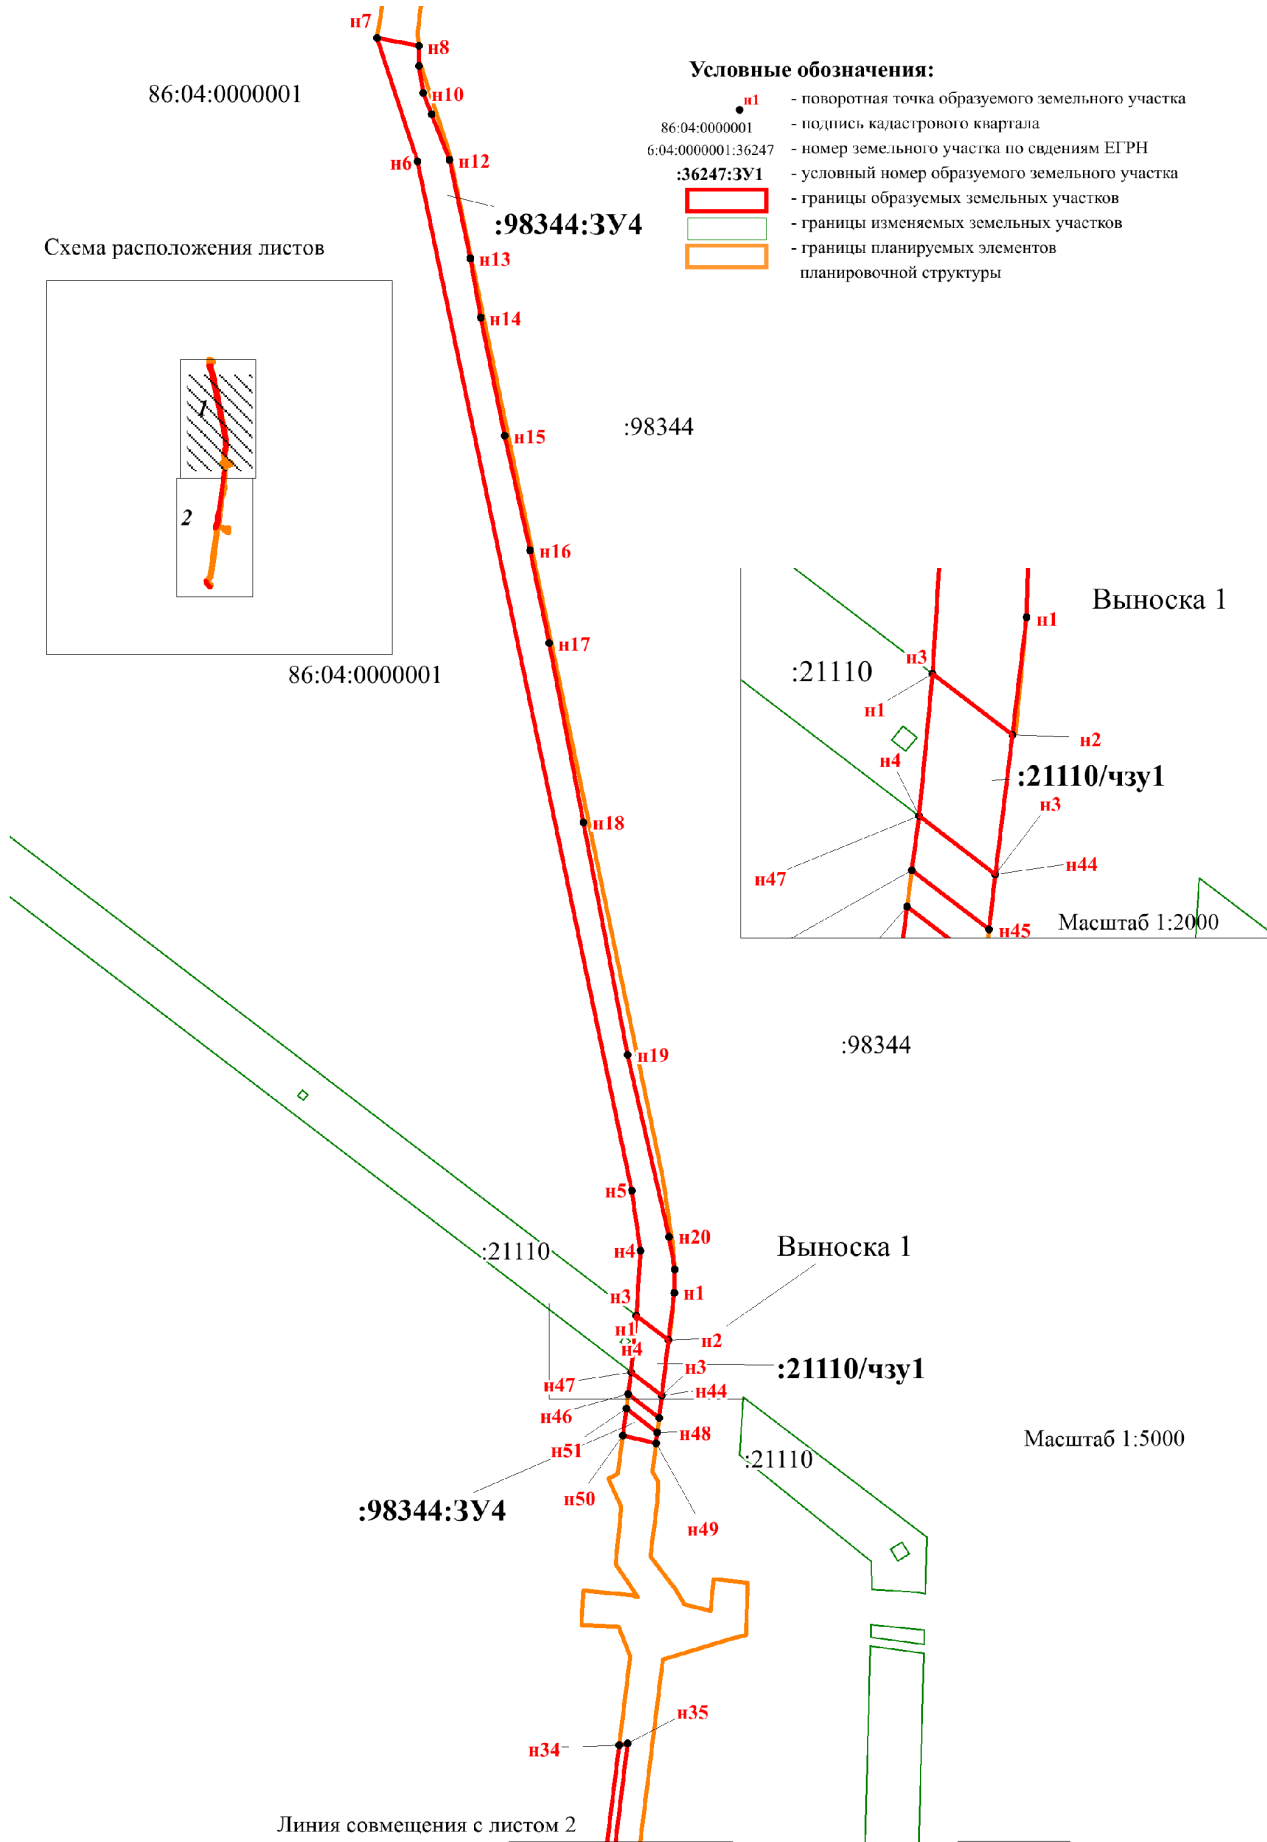 н7
н8
86:04:0000001
н10
н6
н12
:98344:ЗУ4
Условные обозначения:
н1 - поворотная точка образуемого земельного участка
86:04:0000001 - подпись кадастрового квартала
6:04:0000001:36247 - номер земельного участка по свдениям ЕГРН
:36247:ЗУ1 - условный номер образуемого земельного участка
- границы образуемых земельных участков
- границы изменяемых земельных участков
- границы планируемых элементов
планировочной структуры
Схема расположения листов
1
2
н13
н14
:98344
н15
н16
н17
86:04:0000001
Выноска 1
н1
н3
:21110
н1
н2
н4
:21110/чзу1
н3
н47
н44
н45
Масштаб 1:2000
н18
:98344
н19
н5
н20
н4
:21110
Выноска 1
н1
н3
н1
н2
н4
н3
:21110/чзу1
н47
н44
н46
н48
н51
:21110
Масштаб 1:5000
н50
:98344:ЗУ4
н49
н35
н34
Линия совмещения с листом 2